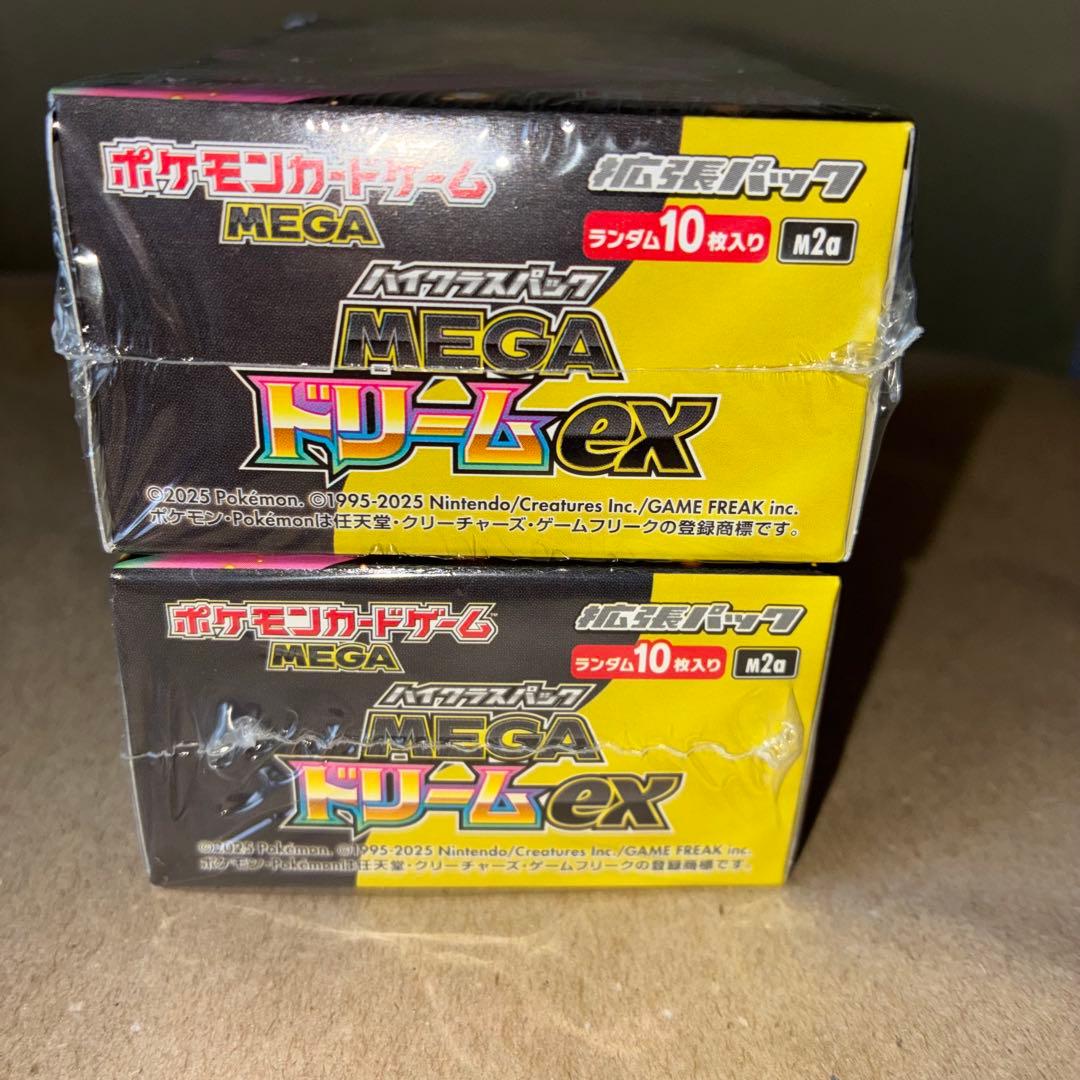 ポケモンカードゲーム
MEGA
拡張パック
ランダム10枚入り M2a
ハイクラスパック
MEGA
ドリームex
©2025 Pokémon. ©1995-2025 Nintendo/Creatures Inc./GAME FREAK inc.
ポケモン・Pokémonは任天堂・クリーチャーズ・ゲームフリークの登録商標です。
ポケモンカードゲーム™
MEGA
拡張パック
ランダム10枚入り M2a
ハイクラスパック
MEGA
ドリームex
©2025 Pokémon. ©1995-2025 Nintendo/Creatures Inc./GAME FREAK inc.
ポケモン・Pokémonは任天堂・クリーチャーズ・ゲームフリークの登録商標です。